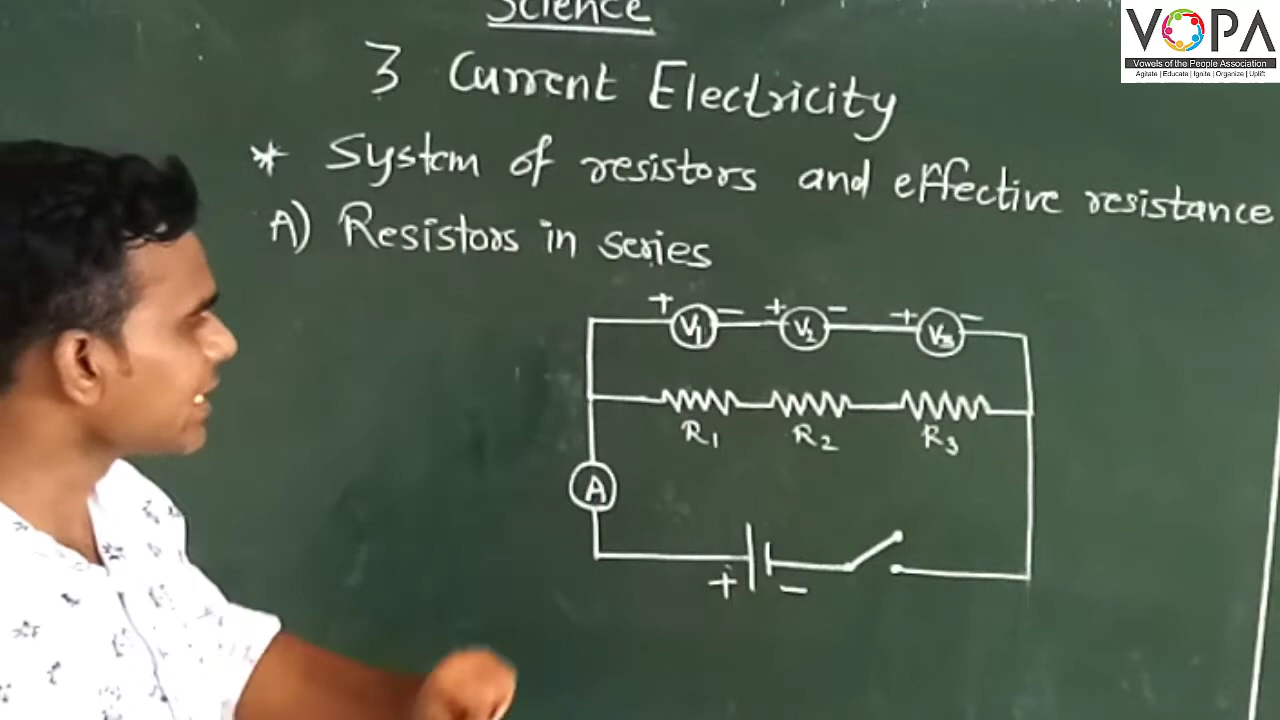 Science
VOPA
Vowels of the People Association
Agitate | Educate | Ignite | Organize | Uplift
3 Current Electricity
* System of resistors and effective resistance
A) Resistors in series
+ V1 - + V2 - + V3 -
R1 R2 R3
A
+ -